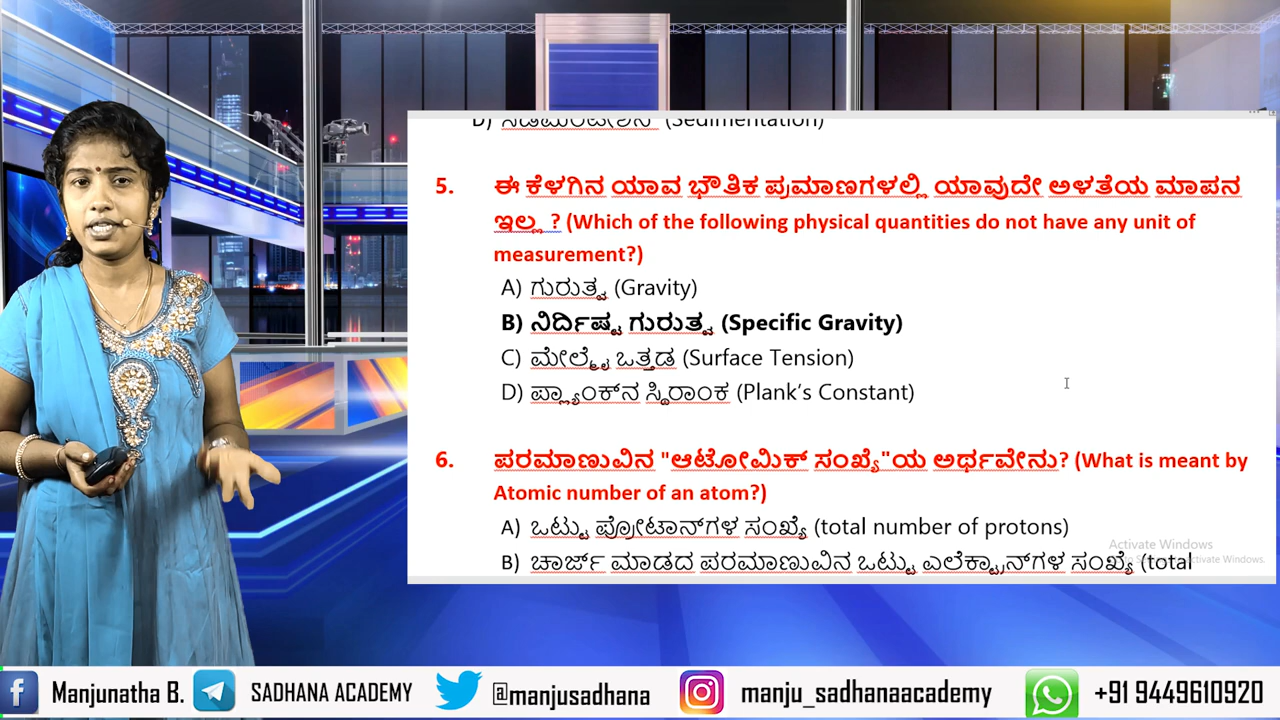 D) ಸೆಡಿಮೆಂಟೇಶನ್ (Sedimentation)
5. ಈ ಕೆಳಗಿನ ಯಾವ ಭೌತಿಕ ಪ್ರಮಾಣಗಳಲ್ಲಿ ಯಾವುದೇ ಅಳತೆಯ ಮಾಪನ
ಇಲ್ಲ ? (Which of the following physical quantities do not have any unit of
measurement?)
A) ಗುರುತ್ವ (Gravity)
B) ನಿರ್ದಿಷ್ಟ ಗುರುತ್ವ (Specific Gravity)
C) ಮೇಲ್ಮೈ ಒತ್ತಡ (Surface Tension)
D) ಪ್ಲ್ಯಾಂಕ್‌ನ ಸ್ಥಿರಾಂಕ (Plank's Constant)
6. ಪರಮಾಣುವಿನ "ಆಟೋಮಿಕ್ ಸಂಖ್ಯೆ"ಯ ಅರ್ಥವೇನು? (What is meant by
Atomic number of an atom?)
A) ಒಟ್ಟು ಪ್ರೋಟಾನ್‌ಗಳ ಸಂಖ್ಯೆ (total number of protons)
B) ಚಾರ್ಜ್ ಮಾಡದ ಪರಮಾಣುವಿನ ಒಟ್ಟು ಎಲೆಕ್ಟ್ರಾನ್‌ಗಳ ಸಂಖ್ಯೆ (total
Activate Windows
Manjunatha B. SADHANA ACADEMY @manjusadhana manju_sadhanaacademy +91 9449610920